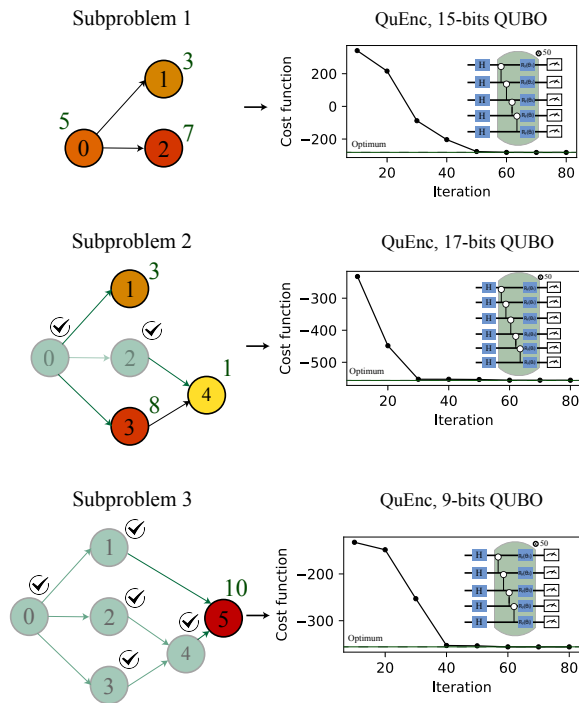 Subproblem 1
3
1
5
0
7
2
QuEnc, 15-bits QUBO
Cost function
200
0
−200
Optimum
H
H
H
H
H
50
20
40
60
80
Iteration
Subproblem 2
3
1
0
2
1
4
3
8
QuEnc, 17-bits QUBO
Cost function
−300
−400
−500
Optimum
H
H
H
H
H
H
50
20
40
60
80
Iteration
Subproblem 3
1
10
0
2
5
4
3
QuEnc, 9-bits QUBO
Cost function
−200
−300
Optimum
H
H
H
H
H
50
20
40
60
80
Iteration